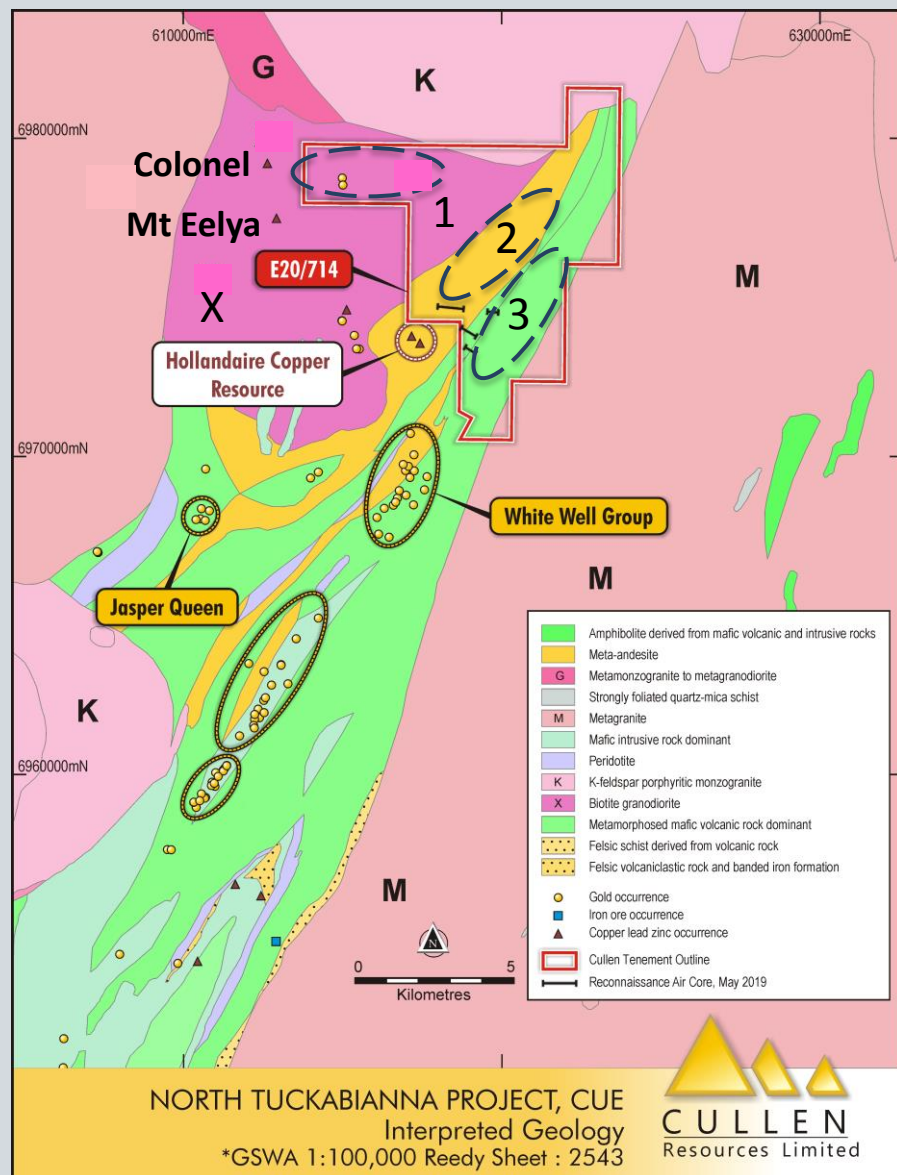 610000mE
630000mE
G
K
6980000mN
Colonel
1
Mt Eelya
2
E20/714
M
X
3
Hollandaire Copper
Resource
6970000mN
White Well Group
M
Jasper Queen
K
Amphibolite derived from mafic volcanic and intrusive rocks
Meta-andesite
G Metamonzogranite to metagranodiorite
Strongly foliated quartz-mica schist
M Metagranite
Mafic intrusive rock dominant
Peridotite
K K-feldspar porphyritic monzogranite
X Biotite granodiorite
Metamorphosed mafic volcanic rock dominant
Felsic schist derived from volcanic rock
Felsic volcaniclastic rock and banded iron formation
Gold occurrence
Iron ore occurrence
Copper lead zinc occurrence
Cullen Tenement Outline
Reconnaissance Air Core, May 2019
6960000mN
M
N
0 5
Kilometres
NORTH TUCKABIANNA PROJECT, CUE
Interpreted Geology
*GSWA 1:100,000 Reedy Sheet : 2543
CULLEN
Resources Limited